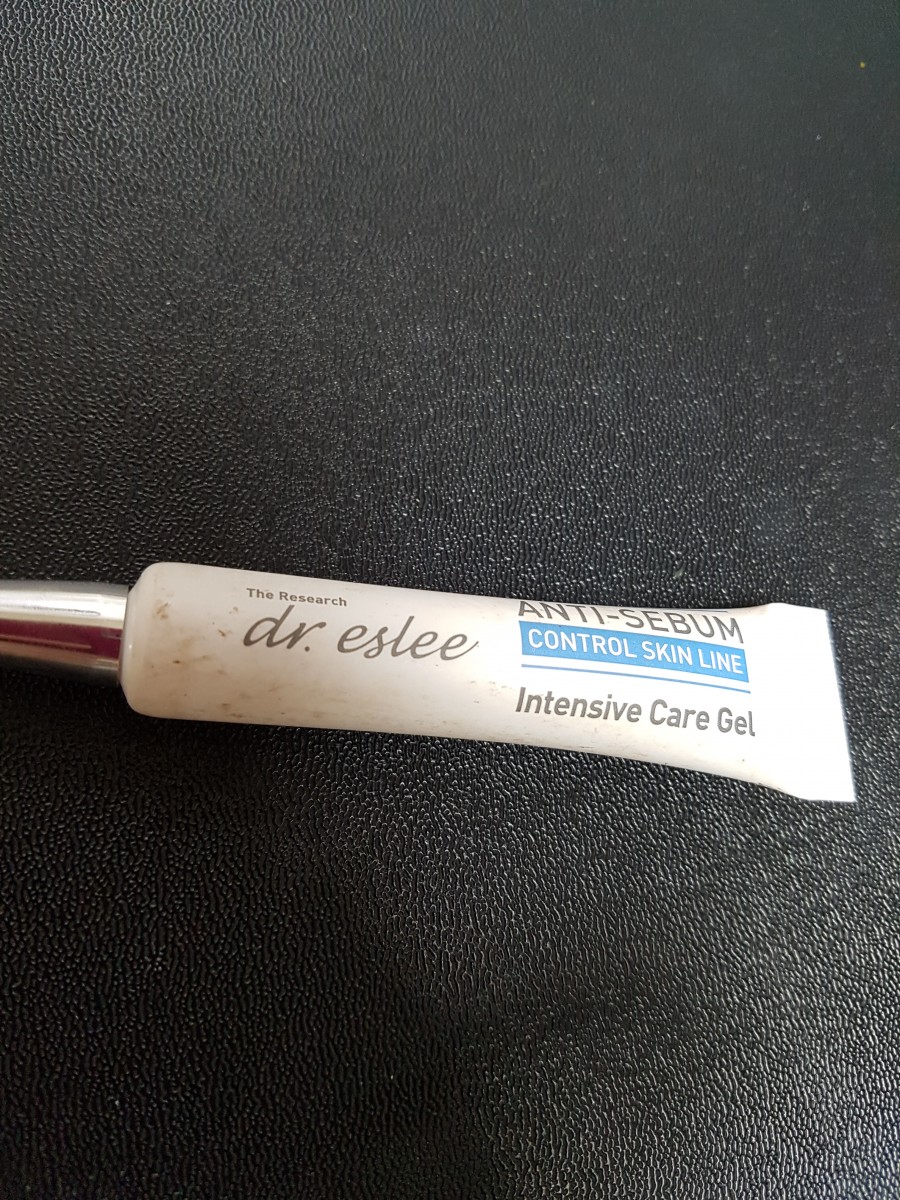 The Research
dr. eslee
ANTI-SEBUM
CONTROL SKIN LINE
Intensive Care Gel